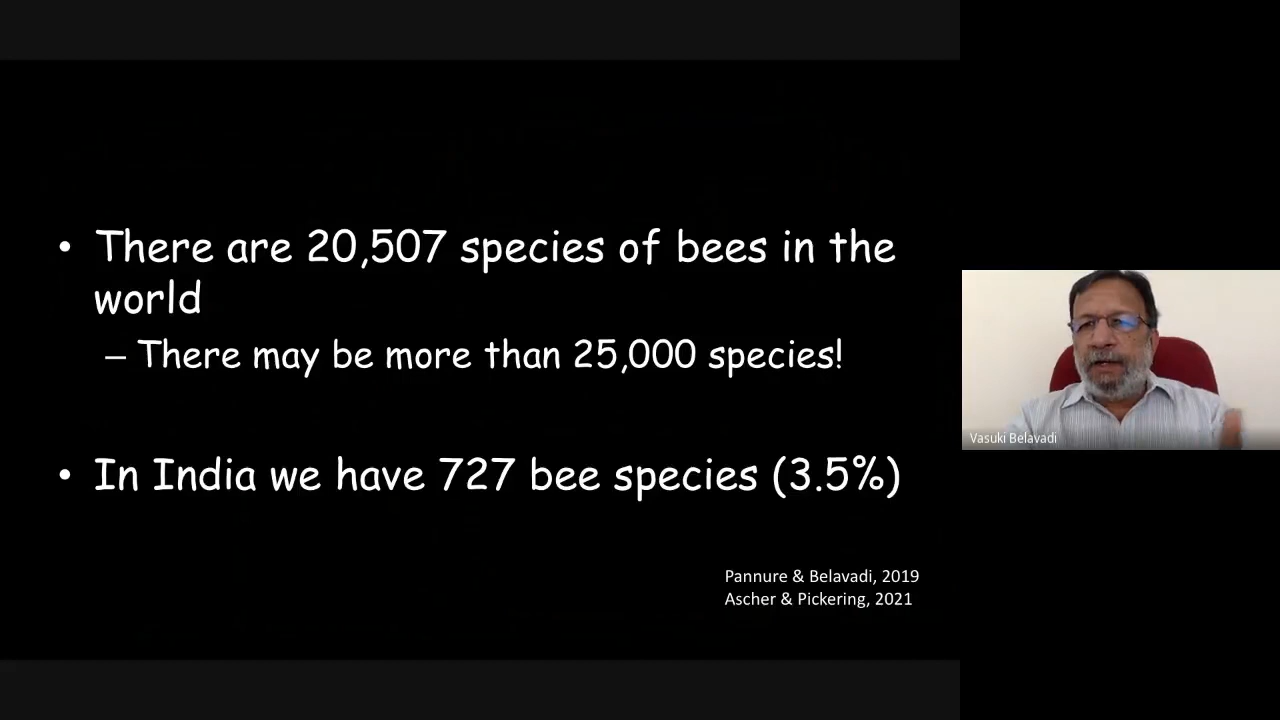 • There are 20,507 species of bees in the
world
– There may be more than 25,000 species!
• In India we have 727 bee species (3.5%)
Pannure & Belavadi, 2019
Ascher & Pickering, 2021
Vasuki Belavadi